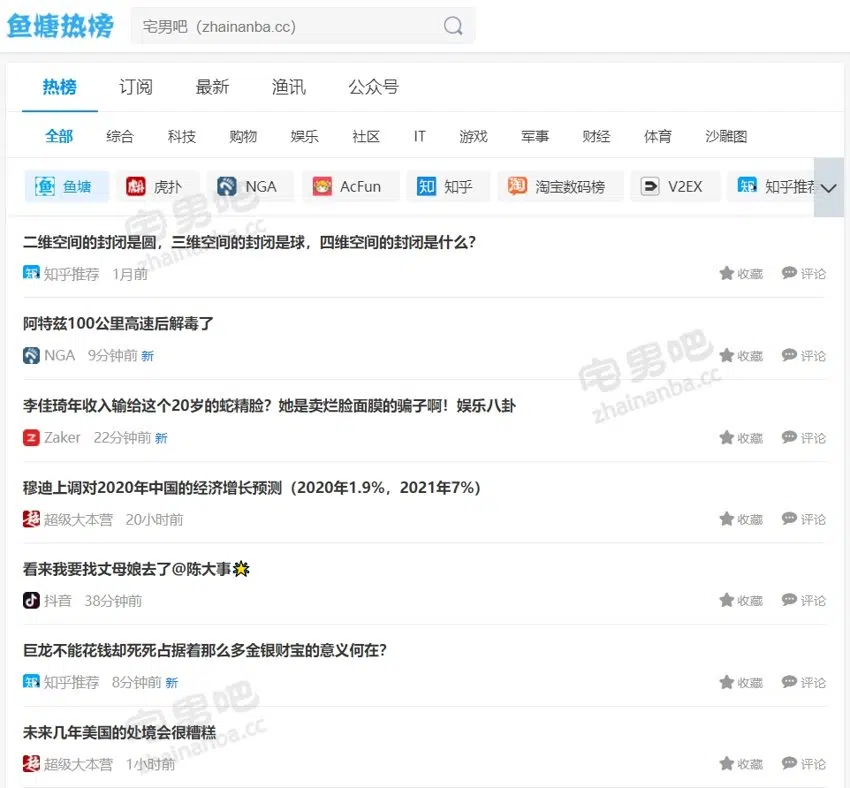 鱼塘热榜 宅男吧（zhainanba.cc）
热榜 订阅 最新 渔讯 公众号
全部 综合 科技 购物 娱乐 社区 IT 游戏 军事 财经 体育 沙雕图
鱼塘 虎扑 NGA AcFun 知乎 淘宝数码榜 V2EX 知乎推荐
宅男吧
zhainanba.cc
二维空间的封闭是圆，三维空间的封闭是球，四维空间的封闭是什么？
知乎推荐 1月前 收藏 评论
阿特兹100公里高速后解毒了
NGA 9分钟前 新 收藏 评论
宅男吧
zhainanba.cc
李佳琦年收入输给这个20岁的蛇精脸？她是卖烂脸面膜的骗子啊！娱乐八卦
Zaker 22分钟前 新 收藏 评论
穆迪上调对2020年中国的经济增长预测（2020年1.9%，2021年7%）
超级大本营 20小时前 收藏 评论
看来我要找丈母娘去了@陈大事🌟
抖音 38分钟前 收藏 评论
巨龙不能花钱却死死占据着那么多金银财宝的意义何在？
知乎推荐 8分钟前 新 收藏 评论
宅男吧
zhainanba.cc
未来几年美国的处境会很糟糕
超级大本营 1小时前 收藏 评论